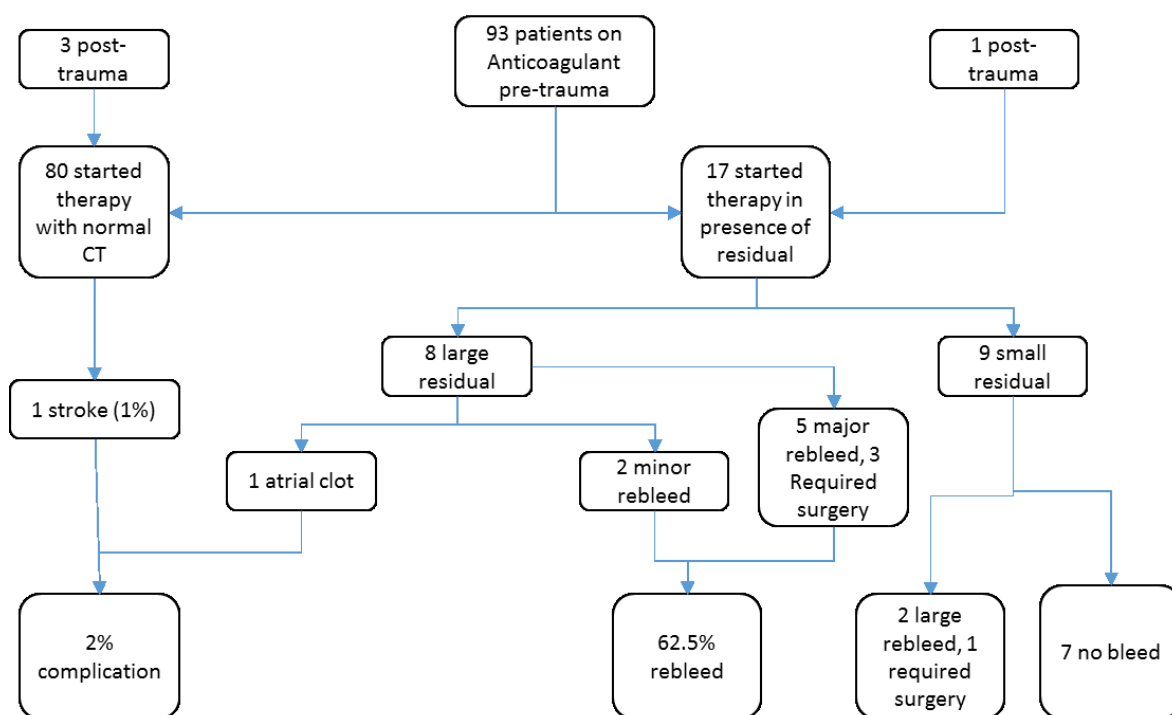 3 post-
trauma
93 patients on
Anticoagulant
pre-trauma
1 post-
trauma
80 started
therapy
with normal
CT
17 started
therapy in
presence of
residual
8 large
residual
9 small
residual
1 stroke (1%)
1 atrial clot
2 minor
rebleed
5 major
rebleed, 3
Required
surgery
2%
complication
62.5%
rebleed
2 large
rebleed, 1
required
surgery
7 no bleed